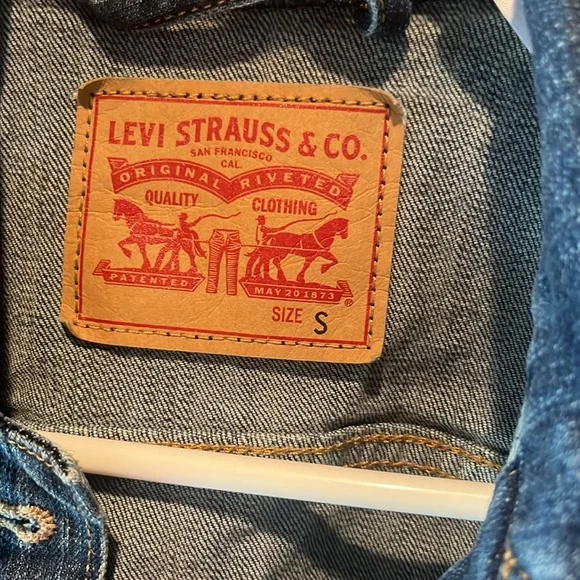 LEVI STRAUSS & CO.
SAN FRANCISCO
CAL.
ORIGINAL RIVETED
QUALITY CLOTHING
PATENTED MAY 20 1873
®
SIZE S